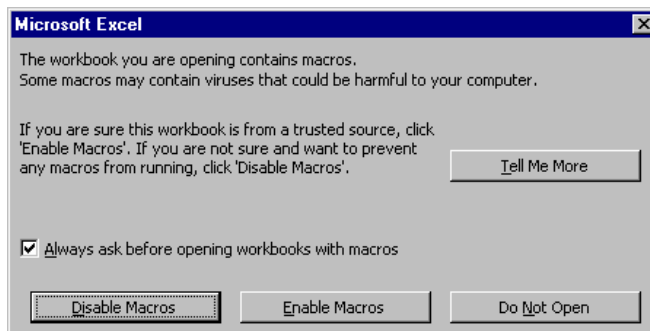 Microsoft Excel
The workbook you are opening contains macros.
Some macros may contain viruses that could be harmful to your computer.
If you are sure this workbook is from a trusted source, click
'Enable Macros'. If you are not sure and want to prevent
any macros from running, click 'Disable Macros'.
Tell Me More
Always ask before opening workbooks with macros
Disable Macros
Enable Macros
Do Not Open